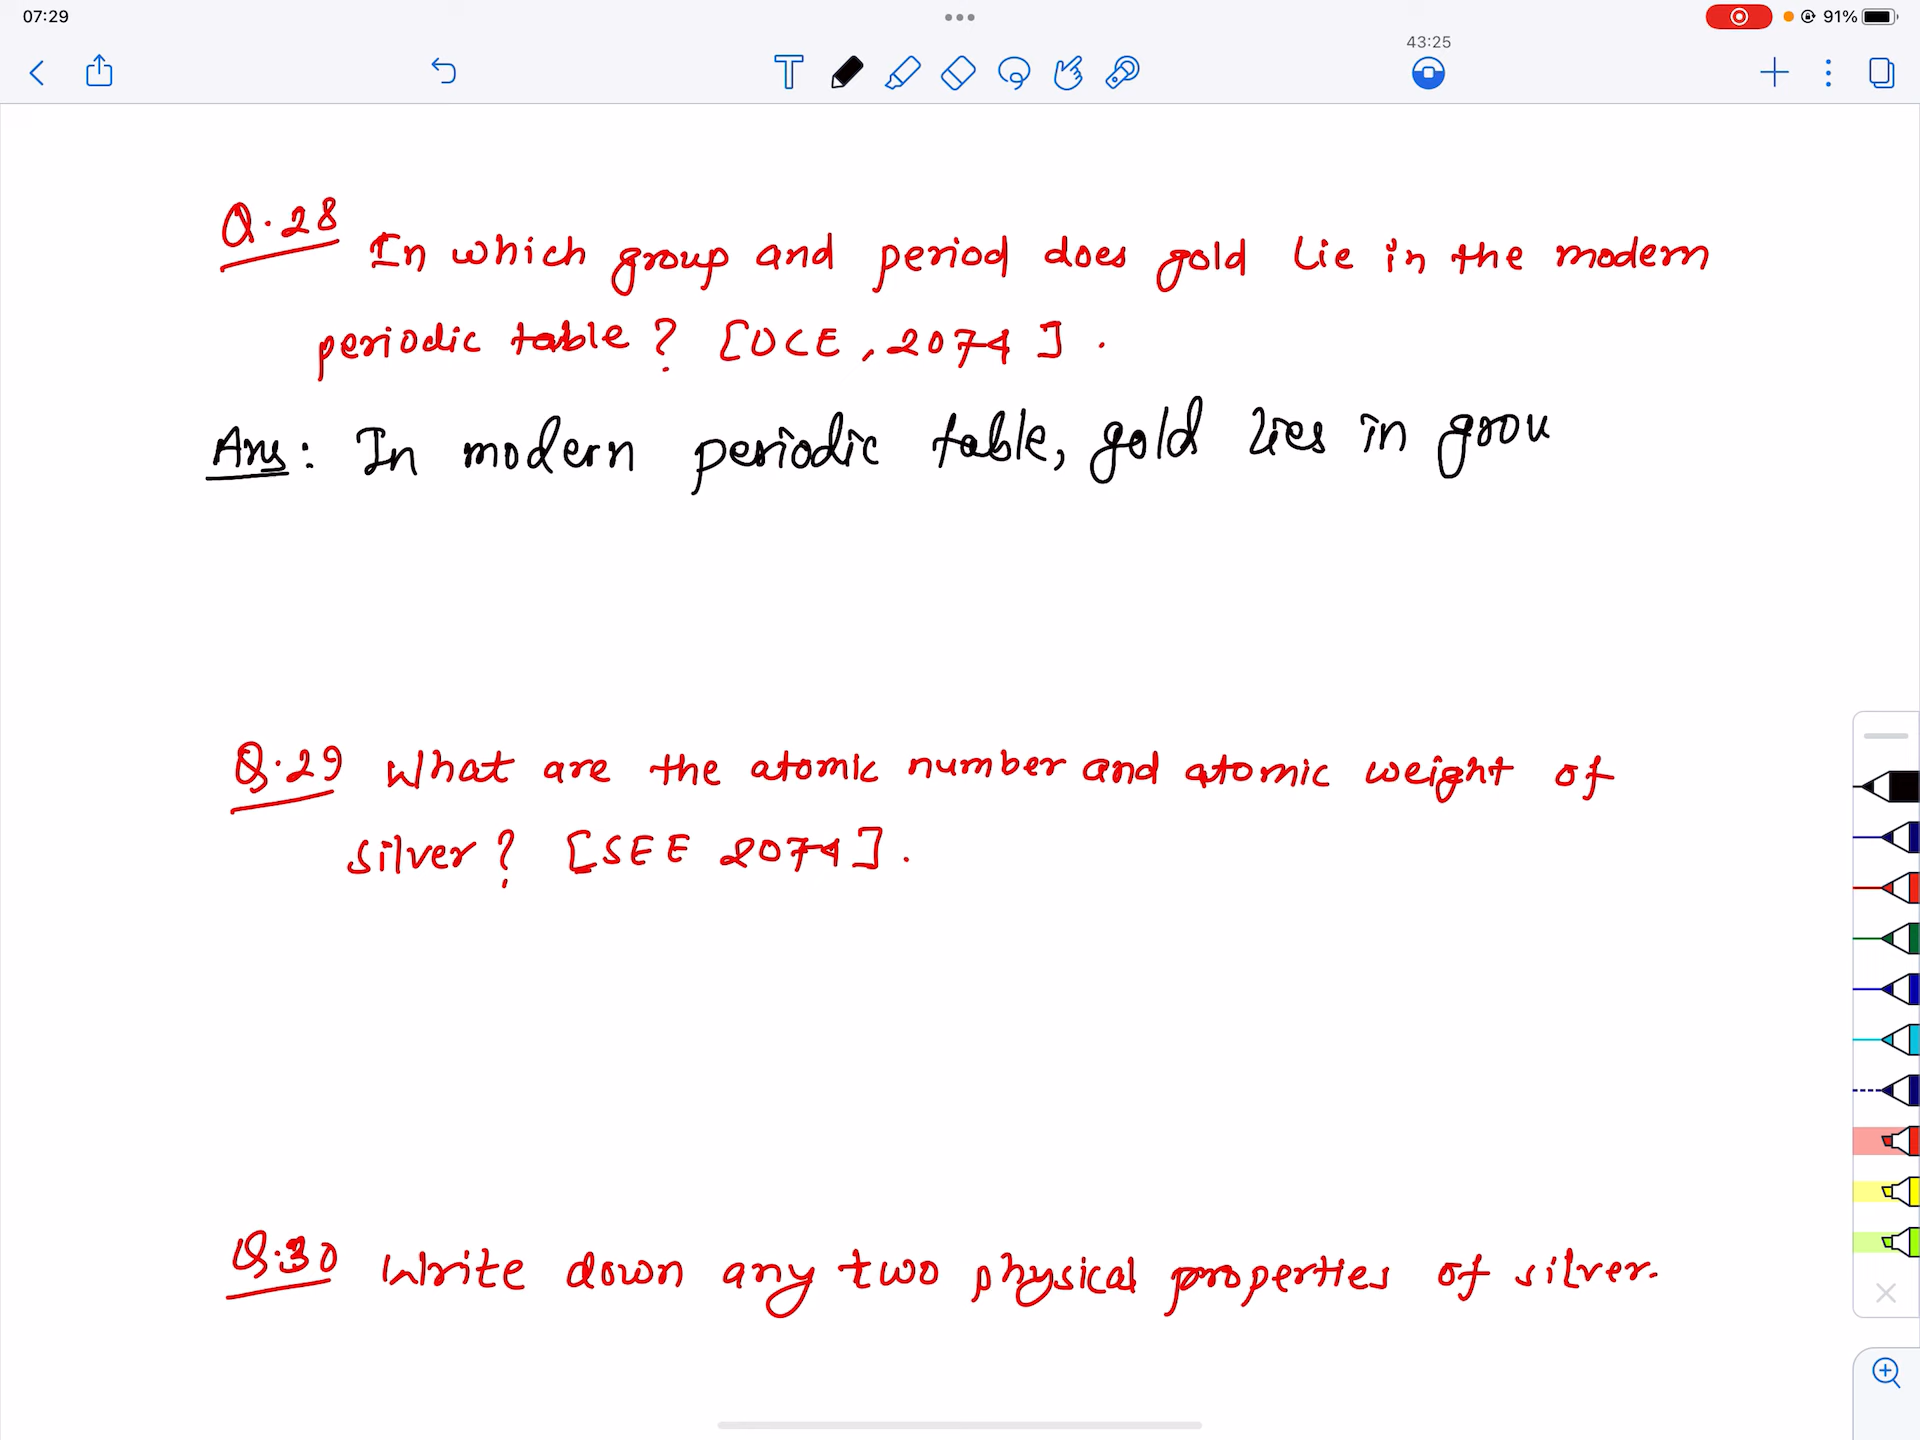 07:29
91%
43:25
Q.28 In which group and period does gold lie in the modern
periodic table? [DCE, 2074].
Ans: In modern periodic table, gold lies in grou
Q.29 What are the atomic number and atomic weight of
silver? [SEE 2074].
Q.30 Write down any two physical properties of silver.